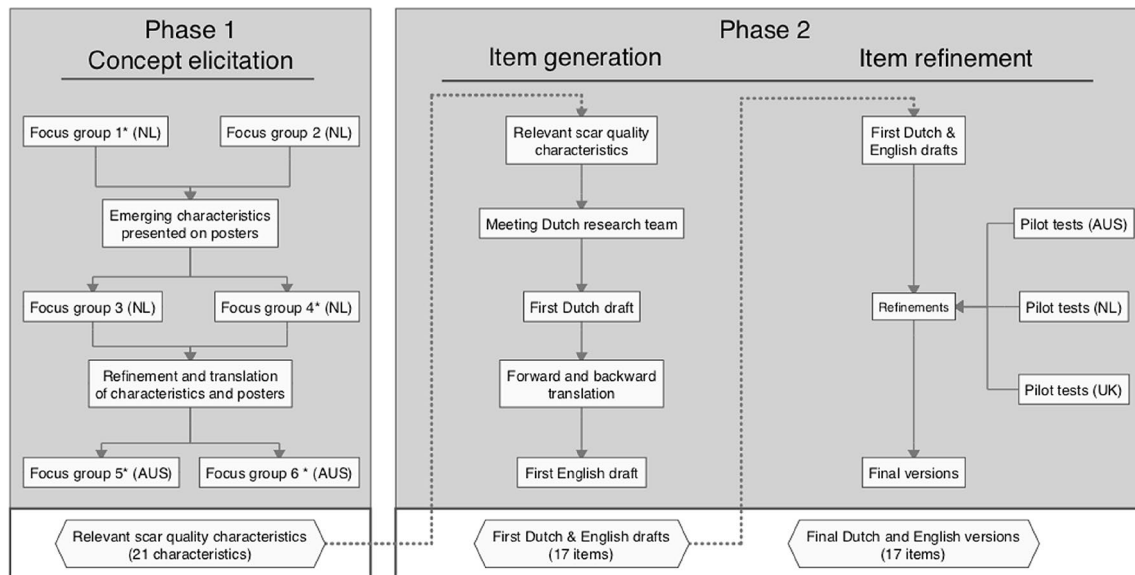 Phase 1
Concept elicitation
Focus group 1* (NL)
Focus group 2 (NL)
Emerging characteristics
presented on posters
Focus group 3 (NL)
Focus group 4* (NL)
Refinement and translation
of characteristics and posters
Focus group 5* (AUS)
Focus group 6 * (AUS)
Relevant scar quality characteristics
(21 characteristics)
Phase 2
Item generation
Relevant scar quality
characteristics
Meeting Dutch research team
First Dutch draft
Forward and backward
translation
First English draft
First Dutch & English drafts
(17 items)
Item refinement
First Dutch &
English drafts
Pilot tests (AUS)
Refinements
Pilot tests (NL)
Pilot tests (UK)
Final versions
Final Dutch and English versions
(17 items)